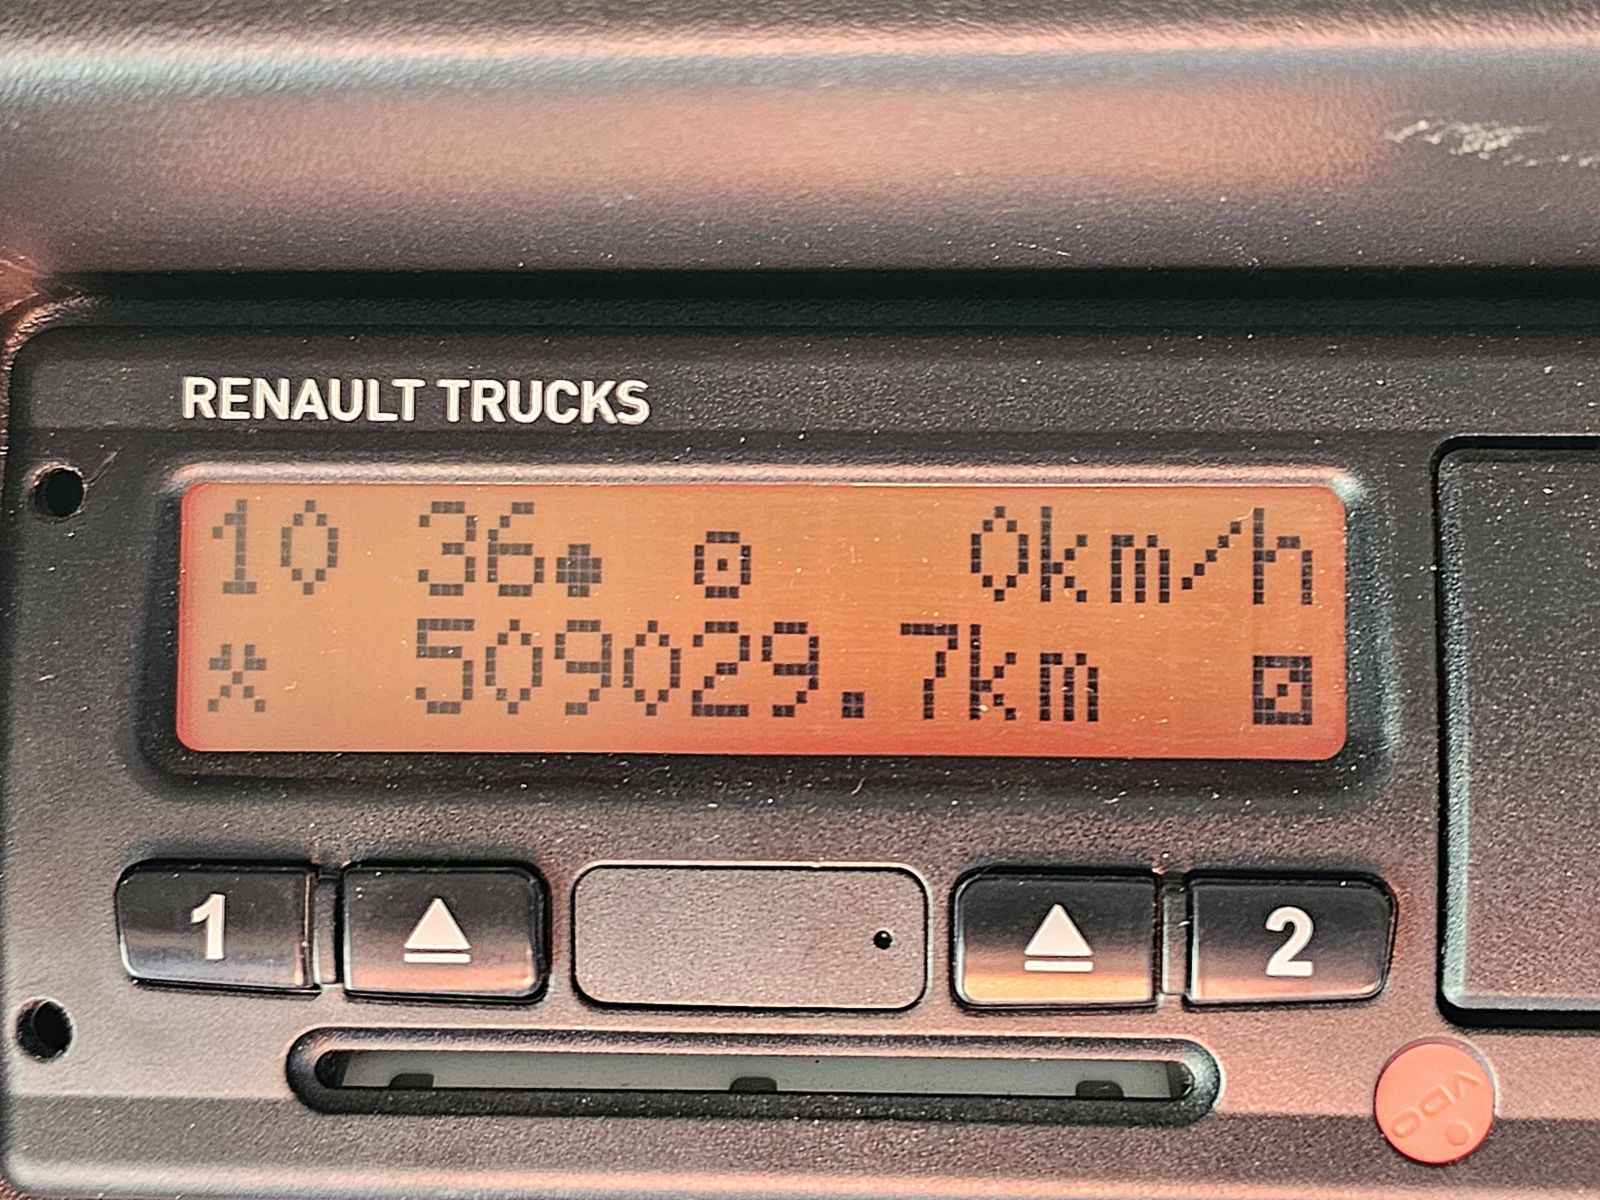 RENAULT TRUCKS
10 36 0km/h
509029.7km
1 2
VDO